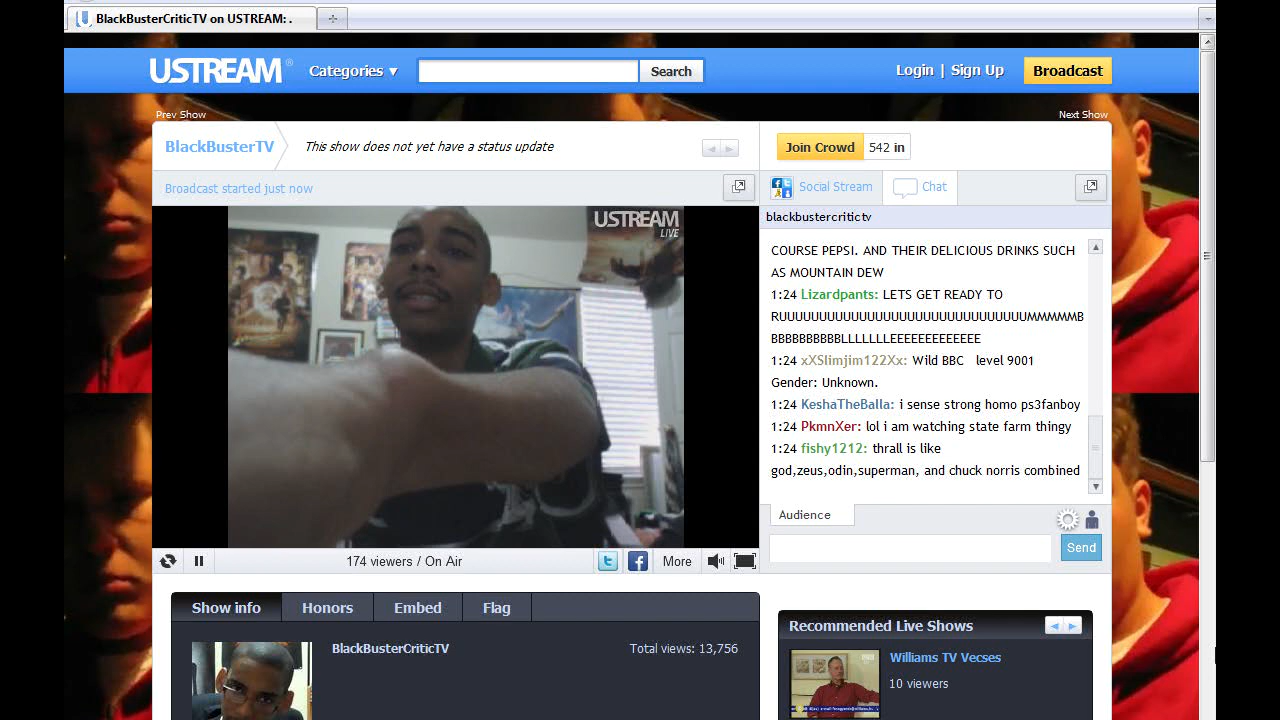 BlackBusterCriticTV on USTREAM: .
USTREAM
Categories ▼
Search
Login | Sign Up
Broadcast
Prev Show
Next Show
BlackBusterTV
This show does not yet have a status update
Join Crowd
542 in
Broadcast started just now
Social Stream
Chat
blackbustercritictv
USTREAM
LIVE
COURSE PEPSI. AND THEIR DELICIOUS DRINKS SUCH
AS MOUNTAIN DEW
1:24 Lizardpants: LETS GET READY TO
RUUUUUUUUUUUUUUUUUUUUUUUUUUUUUUMMMMMB
BBBBBBBBBBLLLLLLLEEEEEEEEEEEEE
1:24 xXSlimjim122Xx: Wild BBC level 9001
Gender: Unknown.
1:24 KeshaTheBalla: i sense strong homo ps3fanboy
1:24 PkmnXer: lol i am watching state farm thingy
1:24 fishy1212: thrall is like
god,zeus,odin,superman, and chuck norris combined
Audience
Send
174 viewers / On Air
More
Show info
Honors
Embed
Flag
BlackBusterCriticTV
Total views: 13,756
Recommended Live Shows
Williams TV Vecses
10 viewers